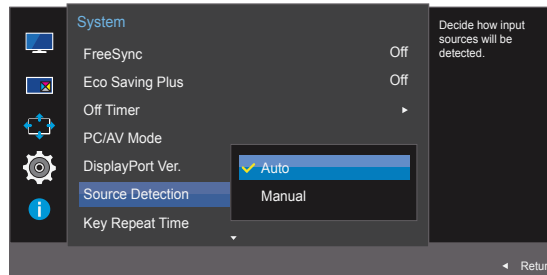 System
FreeSync Off
Eco Saving Plus Off
Off Timer
PC/AV Mode
DisplayPort Ver.
Source Detection
Key Repeat Time
Auto
Manual
Decide how input
sources will be
detected.
Retur